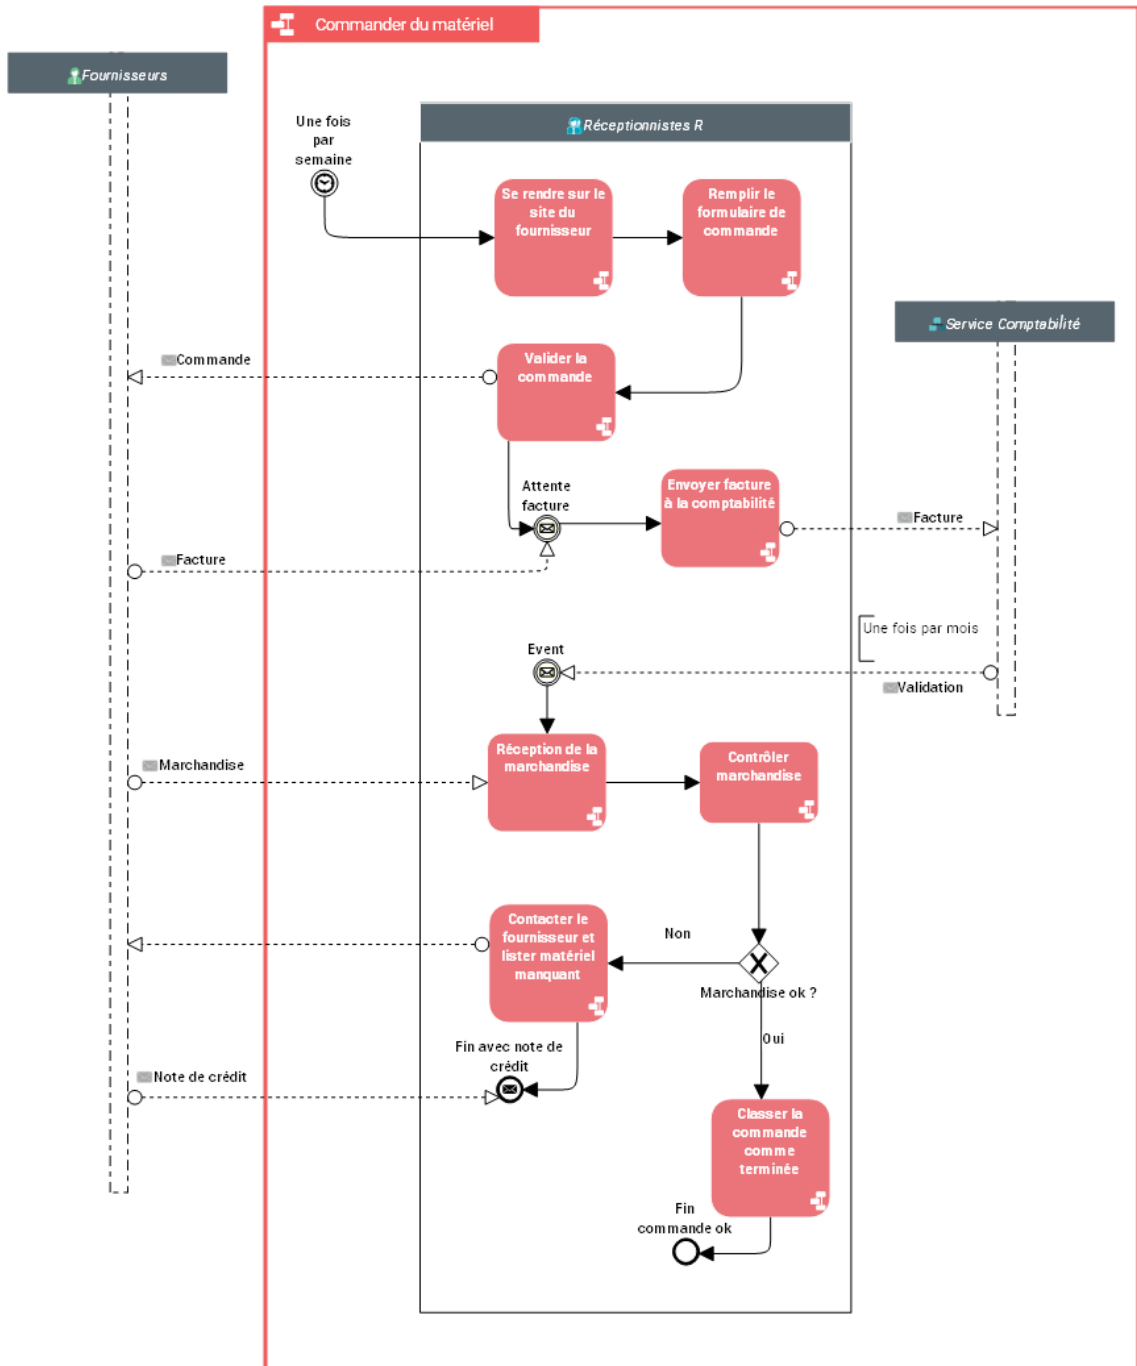 Commander du matériel
Fournisseurs
Une fois
par
semaine
Réceptionnistes R
Se rendre sur le
site du
fournisseur
Remplir le
formulaire de
commande
Service Comptabilité
Commande
Valider la
commande
Attente
facture
Envoyer facture
à la comptabilité
Facture
Facture
Une fois par mois
Event
Validation
Réception de la
marchandise
Contrôler
marchandise
Marchandise
Contacter le
fournisseur et
lister matériel
manquant
Non
Marchandise ok ?
Oui
Fin avec note de
crédit
Note de crédit
Classer la
commande
comme
terminée
Fin
commande ok